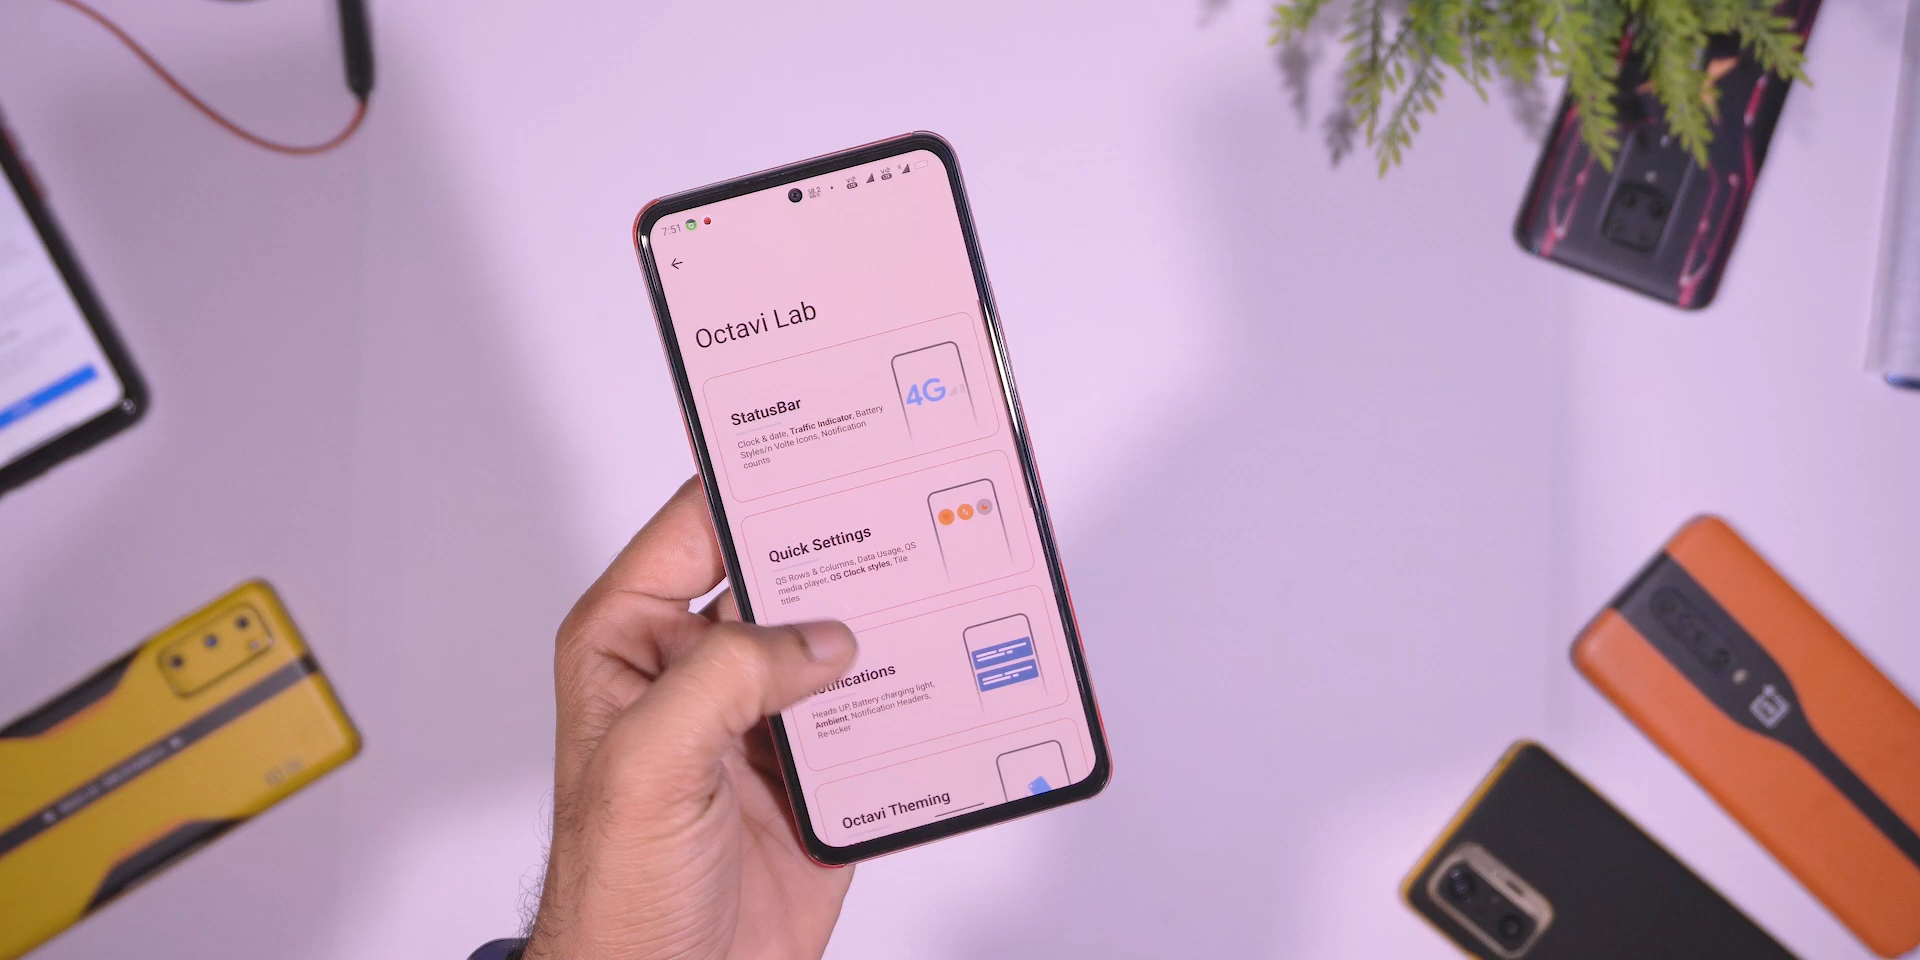 7:51
58.2
Octavi Lab
StatusBar
Clock & date, Traffic Indicator, Battery
Styles/n Volte Icons, Notification
counts
4G
Quick Settings
QS Rows & Columns, Data Usage, QS
media player, QS Clock styles, Tile
titles
otifications
Heads UP, Battery charging light,
Ambient, Notification Headers,
Re-ticker
Octavi Theming